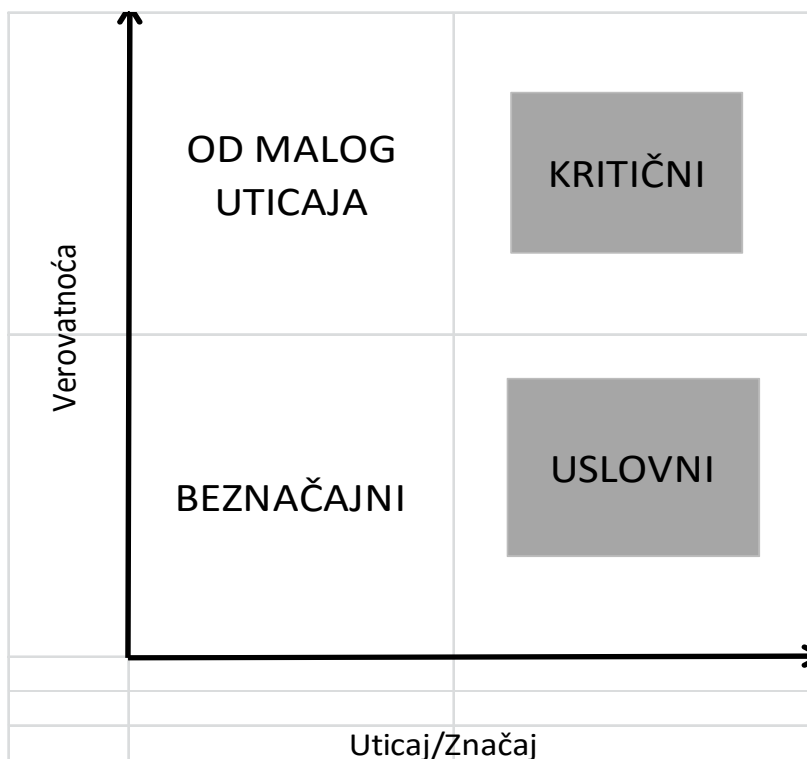 OD MALOG
UTICAJA
KRITIČNI
Verovatnoća
BEZNAČAJNI
USLOVNI
Uticaj/Značaj